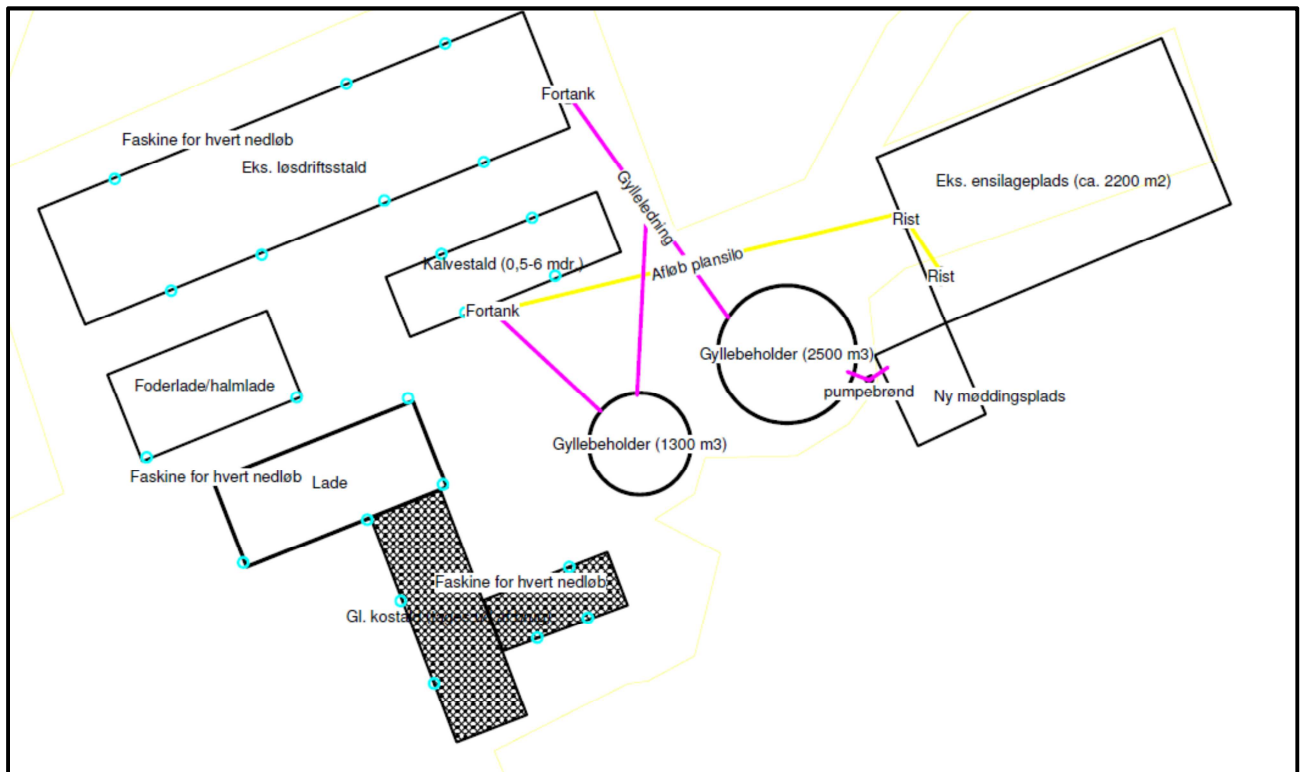 Fortank
Faskine for hvert nedløb
Eks. løsdriftsstald
Gylleledning
Eks. ensilageplads (ca. 2200 m2)
Rist
Kalvestald (0,5-6 mdr.)
Afløb plansilo
Rist
Fortank
Gyllebeholder (2500 m3)
Foderlade/halmlade
pumpebrønd
Ny møddingsplads
Gyllebeholder (1300 m3)
Faskine for hvert nedløb
Lade
Faskine for hvert nedløb
Gl. kostald